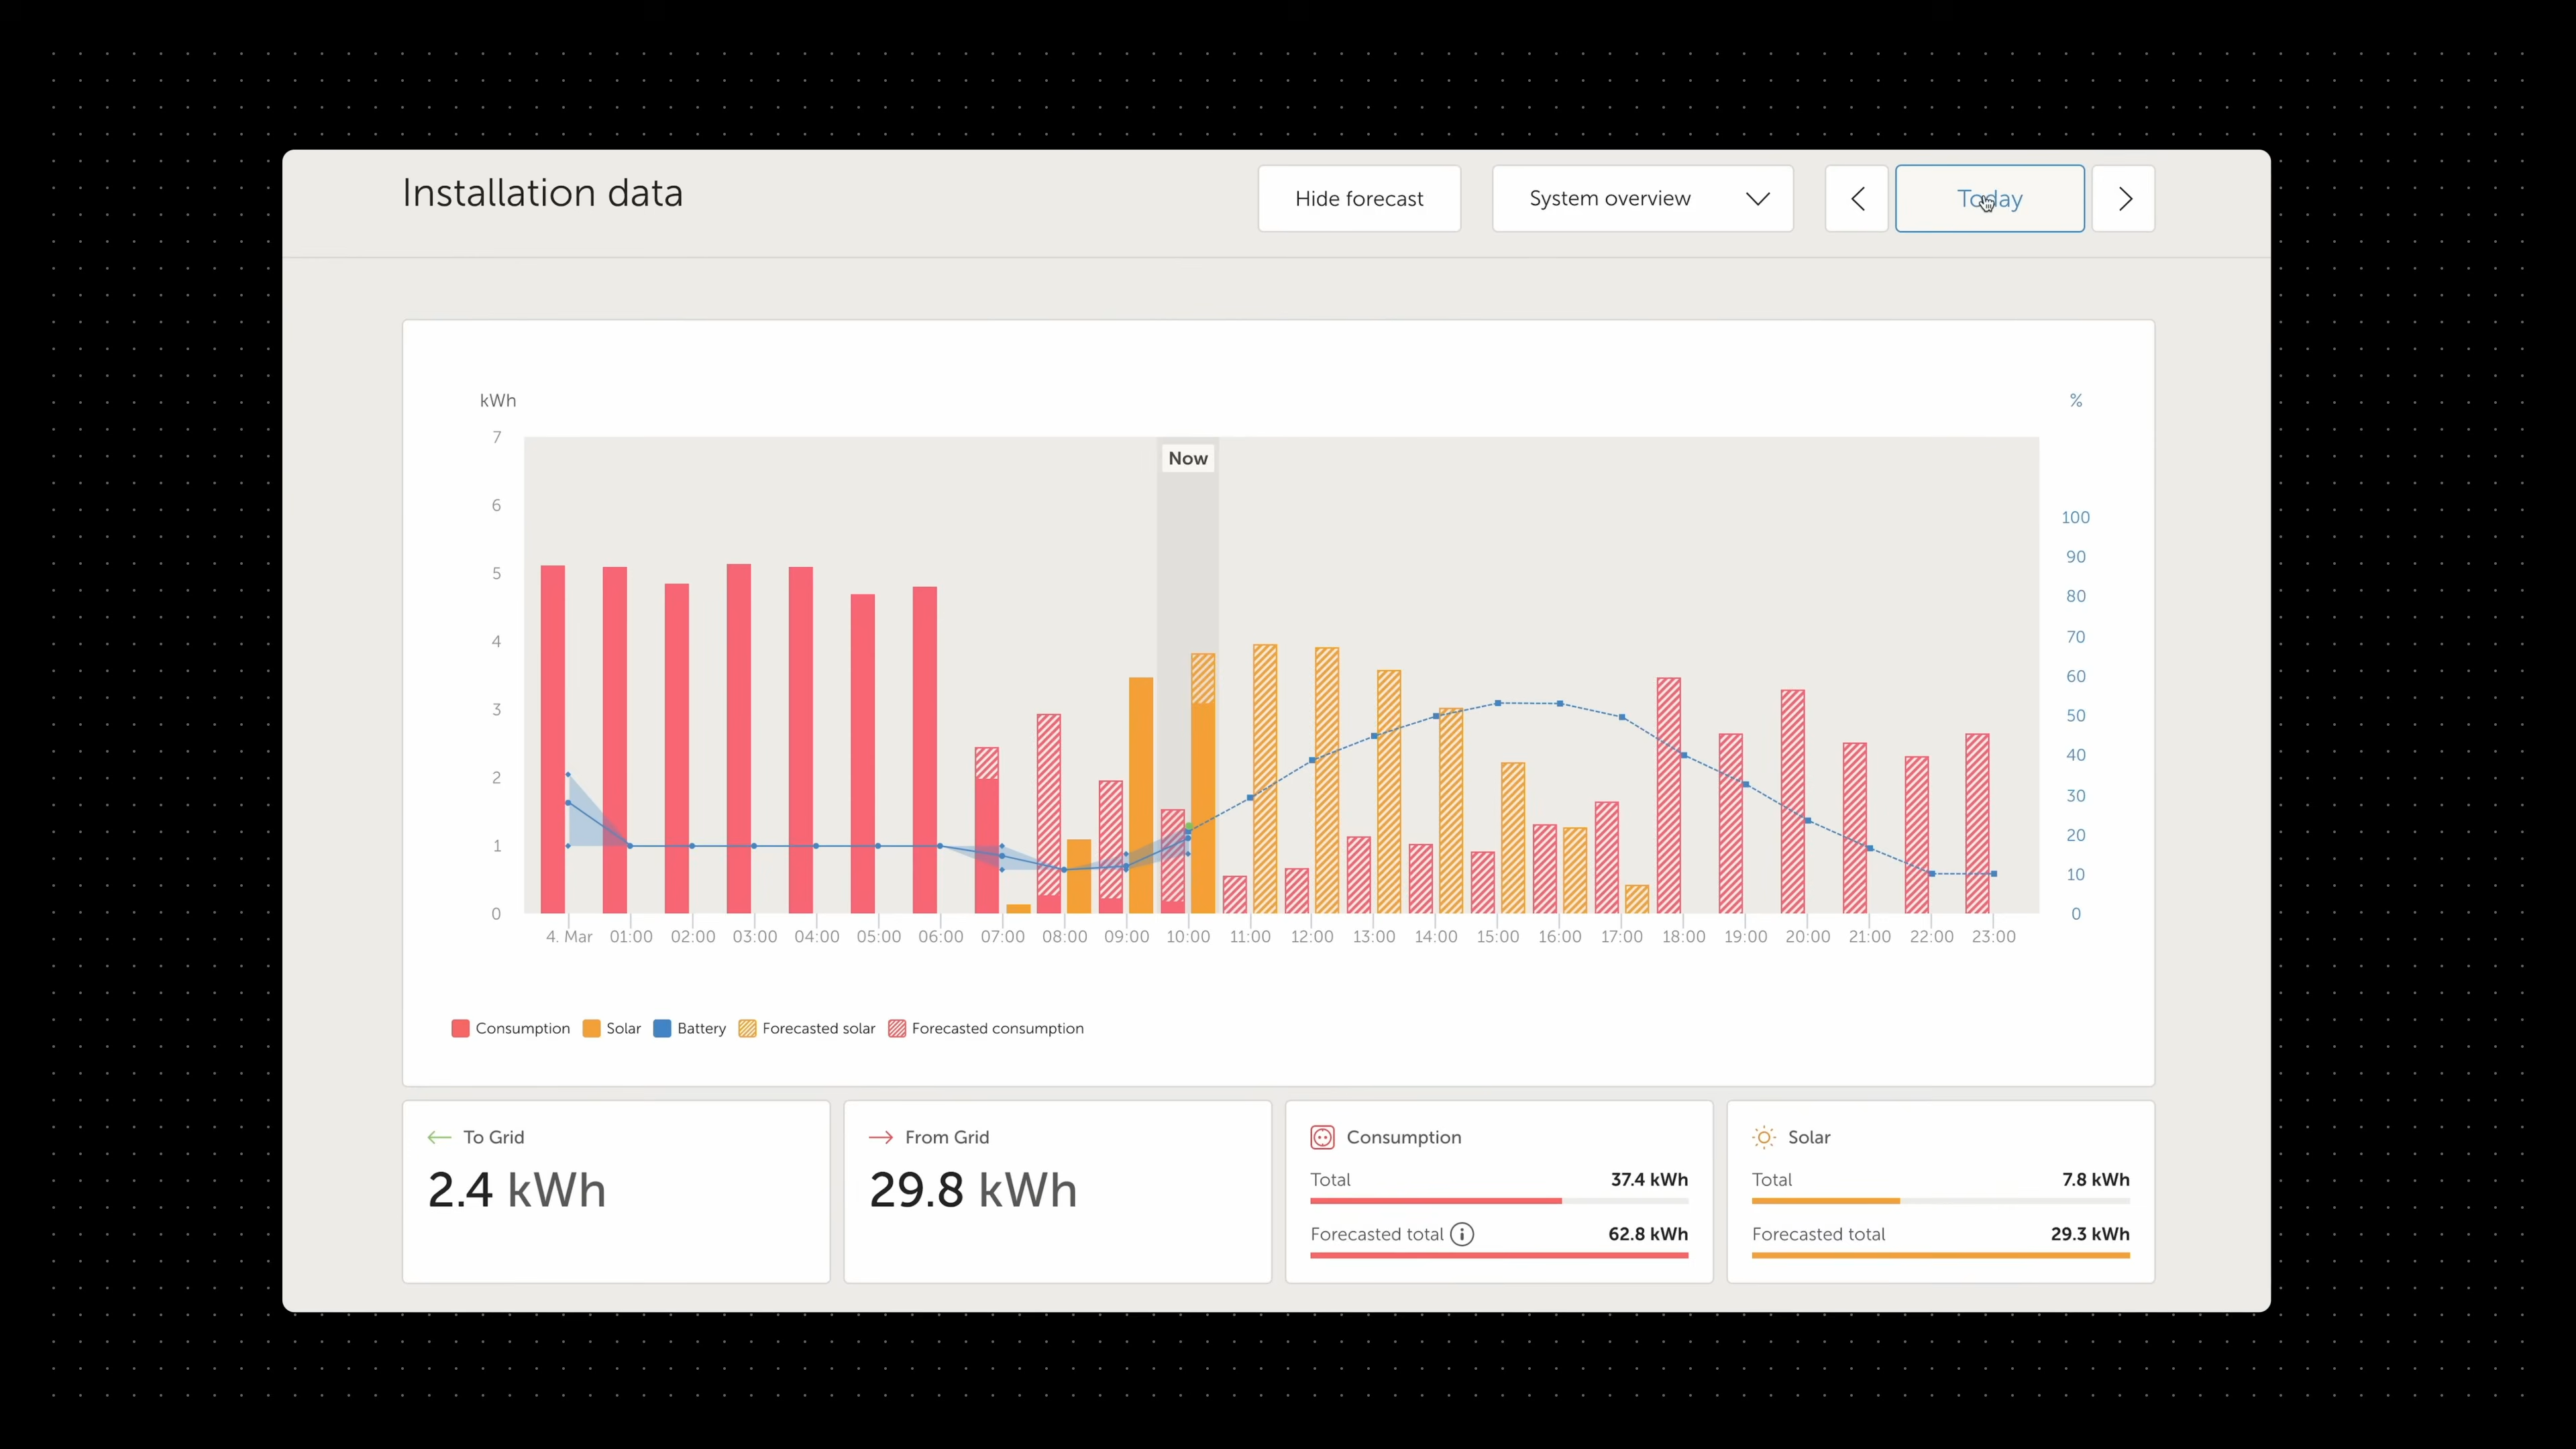 Installation data
Hide forecast
System overview
Today
kWh
%
7
6
5
4
3
2
1
0
Now
100
90
80
70
60
50
40
30
20
10
0
4. Mar 01:00 02:00 03:00 04:00 05:00 06:00 07:00 08:00 09:00 10:00 11:00 12:00 13:00 14:00 15:00 16:00 17:00 18:00 19:00 20:00 21:00 22:00 23:00
Consumption Solar Battery Forecasted solar Forecasted consumption
To Grid
2.4 kWh
From Grid
29.8 kWh
Consumption
Total 37.4 kWh
Forecasted total 62.8 kWh
Solar
Total 7.8 kWh
Forecasted total 29.3 kWh